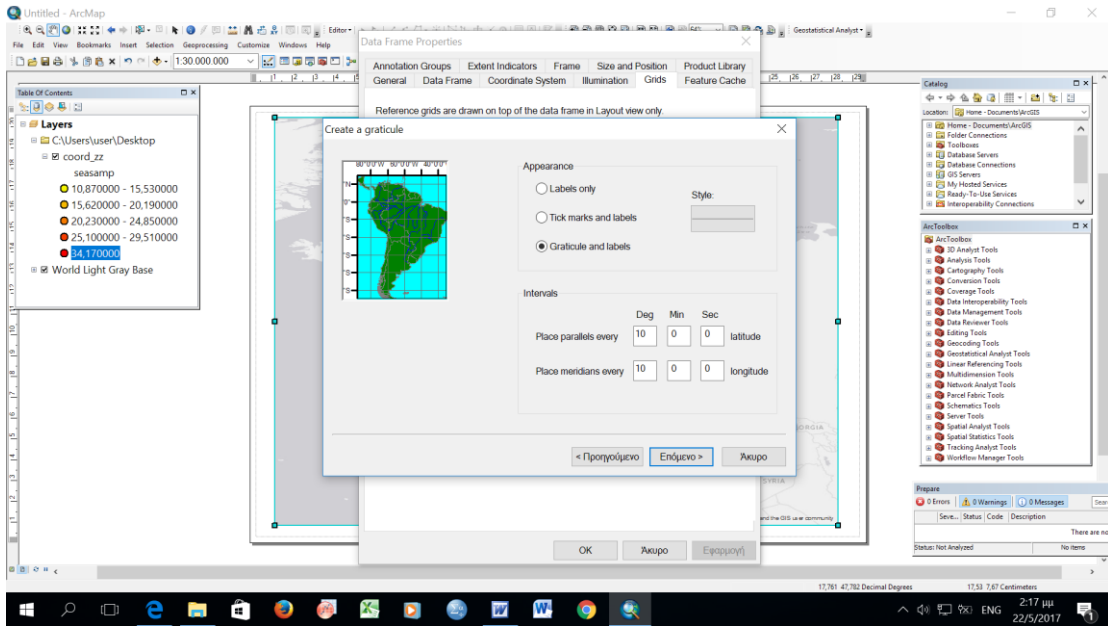 Untitled - ArcMap
Editor
Geostatistical Analyst
File Edit View Bookmarks Insert Selection Geoprocessing Customize Windows Help
1:30.000.000
Table Of Contents
Layers
C:\Users\user\Desktop
coord_zz
seasamp
10,870000 - 15,530000
15,620000 - 20,190000
20,230000 - 24,850000
25,100000 - 29,510000
34,170000
World Light Gray Base
Data Frame Properties
Annotation Groups Extent Indicators Frame Size and Position Product Library
General Data Frame Coordinate System Illumination Grids Feature Cache
Reference grids are drawn on top of the data frame in Layout view only.
Create a graticule
Appearance
Labels only
Tick marks and labels
Graticule and labels
Style:
Intervals
Deg Min Sec
Place parallels every 10 0 0 latitude
Place meridians every 10 0 0 longitude
< Προηγούμενο Επόμενο > Άκυρο
OK Άκυρο Εφαρμογή
SYRIA
and the GIS user community
Catalog
Location: Home - Documents\ArcGIS
Home - Documents\ArcGIS
Folder Connections
Toolboxes
Database Servers
Database Connections
GIS Servers
My Hosted Services
Ready-To-Use Services
Interoperability Connections
ArcToolbox
ArcToolbox
3D Analyst Tools
Analysis Tools
Cartography Tools
Conversion Tools
Coverage Tools
Data Interoperability Tools
Data Management Tools
Data Reviewer Tools
Editing Tools
Geocoding Tools
Geostatistical Analyst Tools
Linear Referencing Tools
Multidimension Tools
Network Analyst Tools
Parcel Fabric Tools
Schematics Tools
Server Tools
Spatial Analyst Tools
Spatial Statistics Tools
Tracking Analyst Tools
Workflow Manager Tools
Prepare
0 Errors 0 Warnings 0 Messages Sear
Seve... Status Code Description
There are no
Status: Not Analyzed No items
17,761 47,782 Decimal Degrees 17,53 7,67 Centimeters
ENG
2:17 μμ
22/5/2017